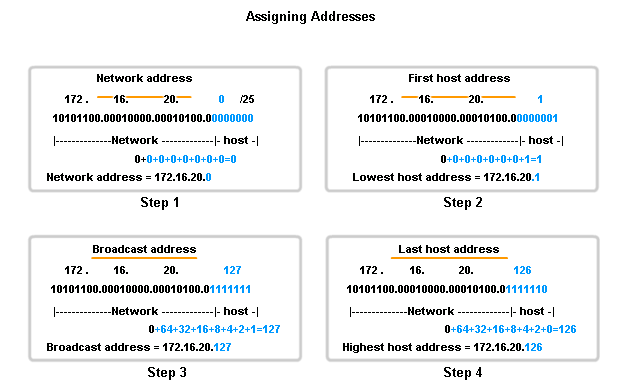 Assigning Addresses
Network address
172 . 16. 20. 0 /25
10101100.00010000.00010100.00000000
|--------------Network -------------|- host -|
0+0+0+0+0+0+0+0=0
Network address = 172.16.20.0
Step 1
First host address
172 . 16. 20. 1
10101100.00010000.00010100.00000001
|--------------Network -------------|- host -|
0+0+0+0+0+0+0+1=1
Lowest host address = 172.16.20.1
Step 2
Broadcast address
172 . 16. 20. 127
10101100.00010000.00010100.01111111
|--------------Network -------------|- host -|
0+64+32+16+8+4+2+1=127
Broadcast address = 172.16.20.127
Step 3
Last host address
172 . 16. 20. 126
10101100.00010000.00010100.01111110
|--------------Network -------------|- host -|
0+64+32+16+8+4+2+0=126
Highest host address = 172.16.20.126
Step 4